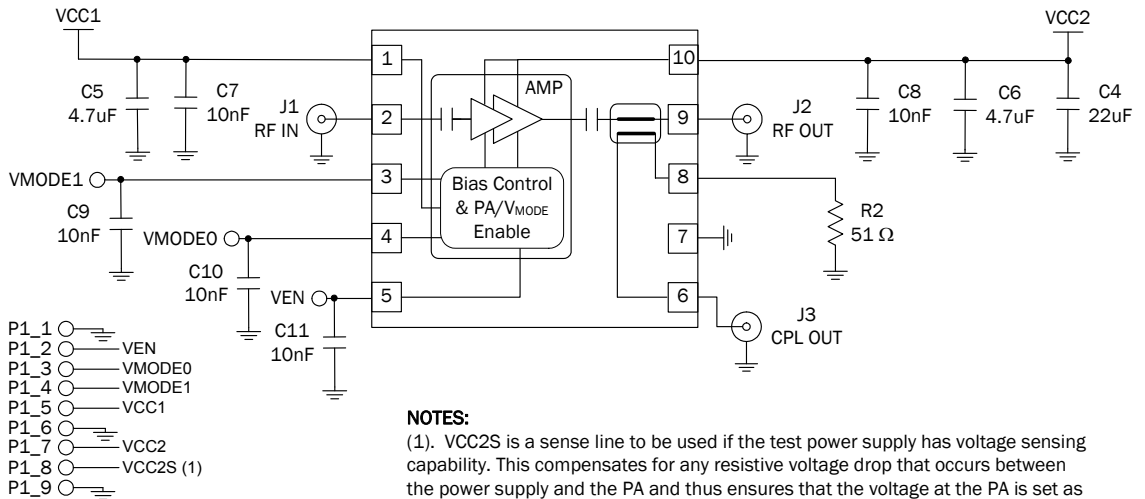 VCC1
VCC2
1
10
C5
4.7uF
C7
10nF
J1
RF IN
2
AMP
9
J2
RF OUT
C8
10nF
C6
4.7uF
C4
22uF
VMODE1
3
Bias Control
& PA/VMODE
Enable
8
R2
51 Ω
C9
10nF
VMODE0
4
7
C10
10nF
VEN
5
6
C11
10nF
J3
CPL OUT
P1_1
P1_2 VEN
P1_3 VMODE0
P1_4 VMODE1
P1_5 VCC1
P1_6
P1_7 VCC2
P1_8 VCC2S (1)
P1_9
NOTES:
(1). VCC2S is a sense line to be used if the test power supply has voltage sensing
capability. This compensates for any resistive voltage drop that occurs between
the power supply and the PA and thus ensures that the voltage at the PA is set as